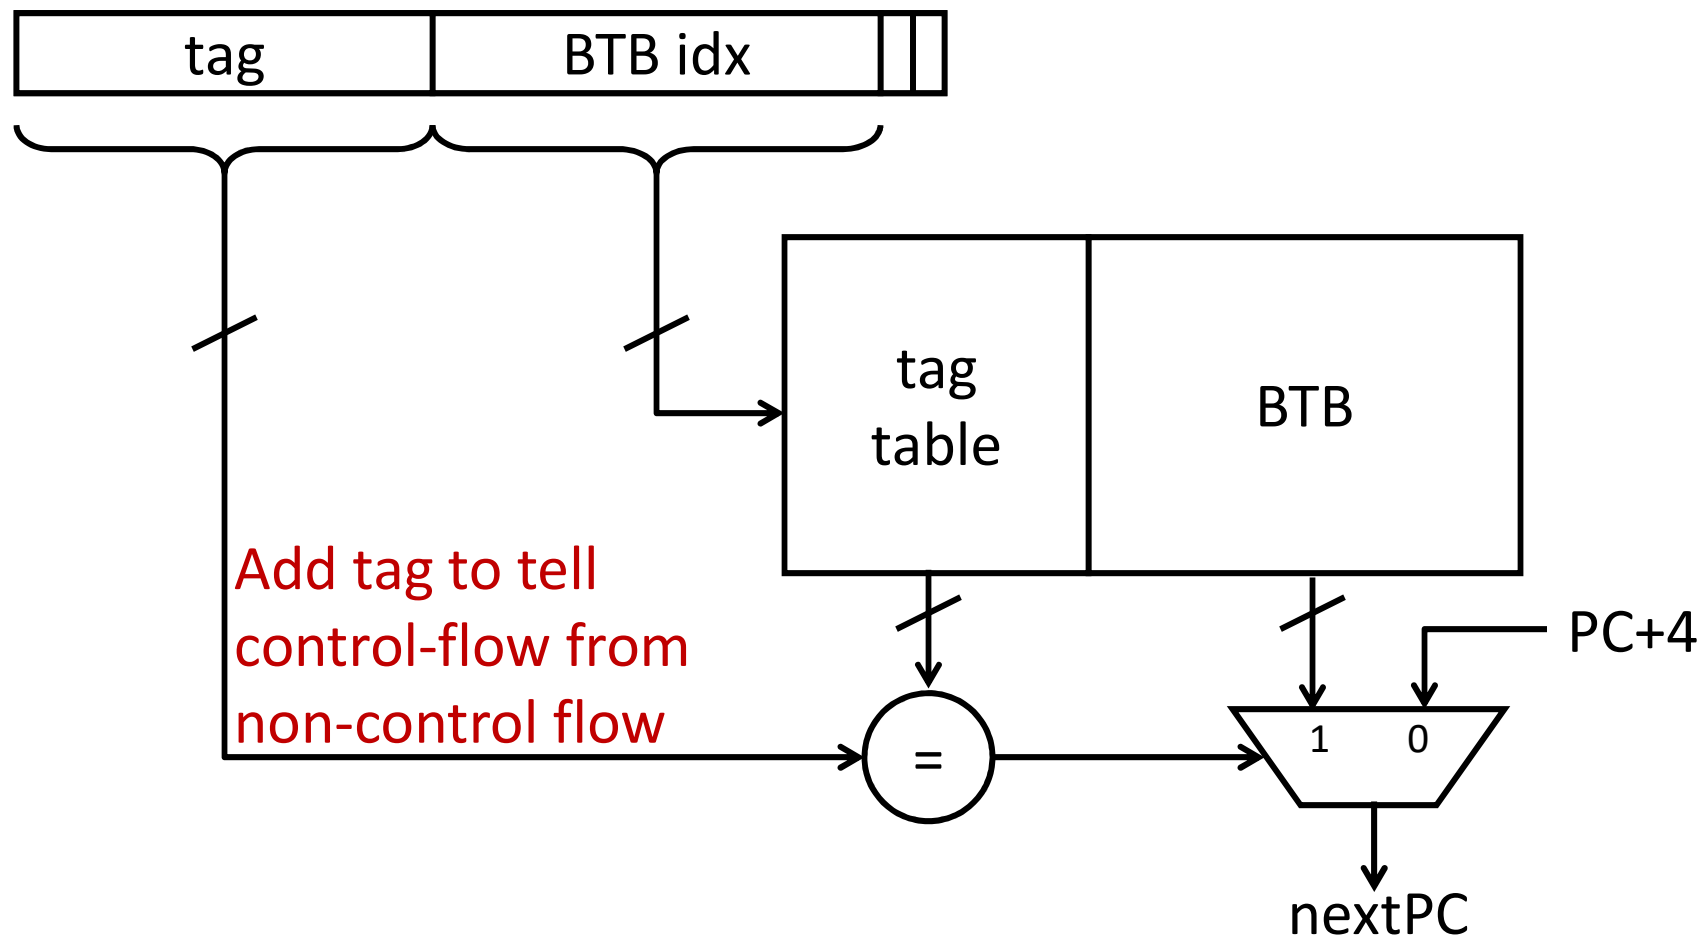 tag
BTB idx
tag
table
BTB
Add tag to tell
control-flow from
non-control flow
PC+4
1
0
=
nextPC